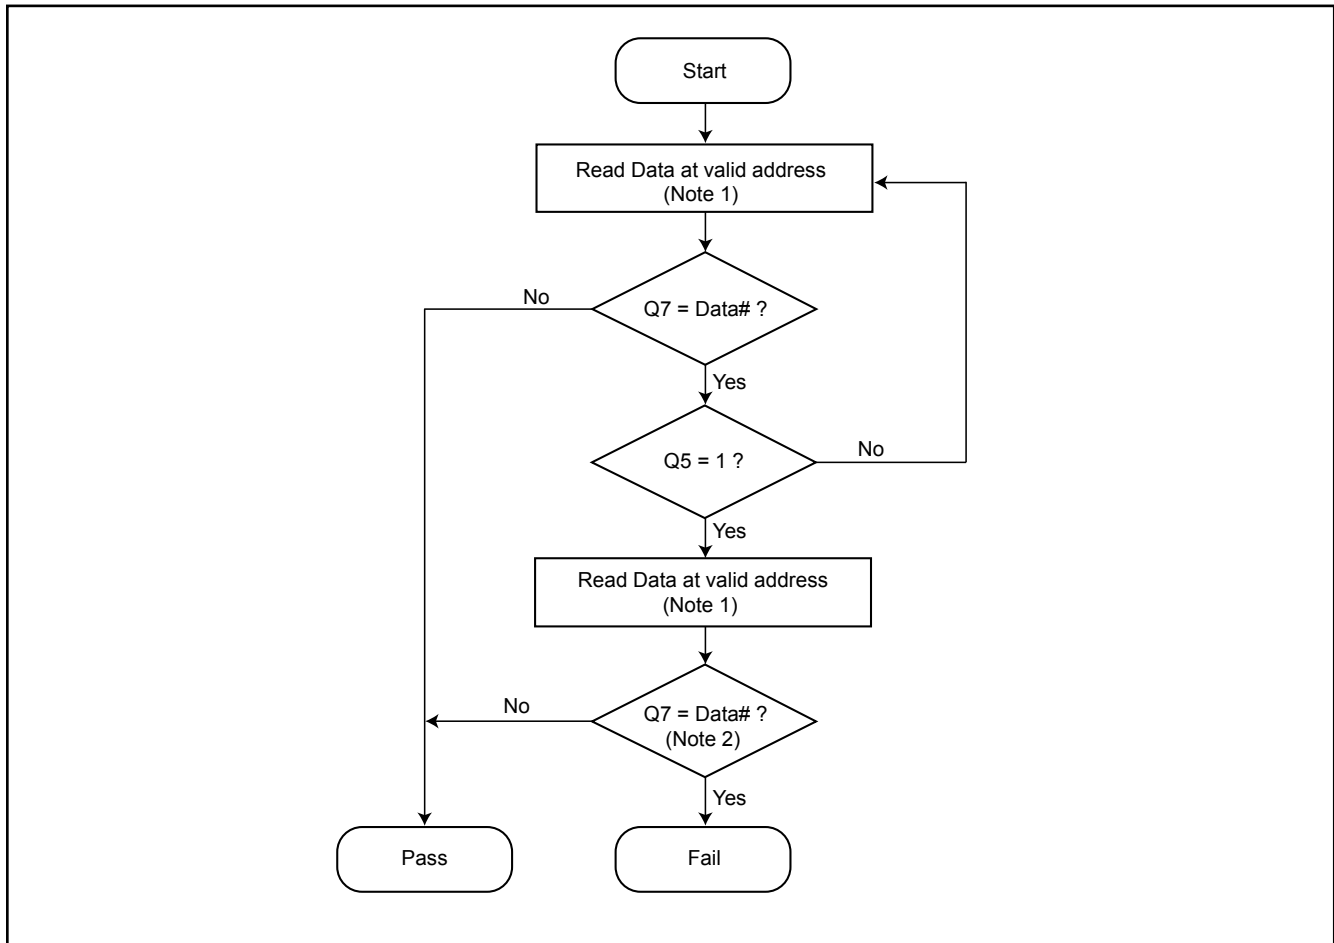 Start
Read Data at valid address
(Note 1)
No
Q7 = Data# ?
Yes
Q5 = 1 ?
No
Yes
Read Data at valid address
(Note 1)
No
Q7 = Data# ?
(Note 2)
Yes
Pass
Fail